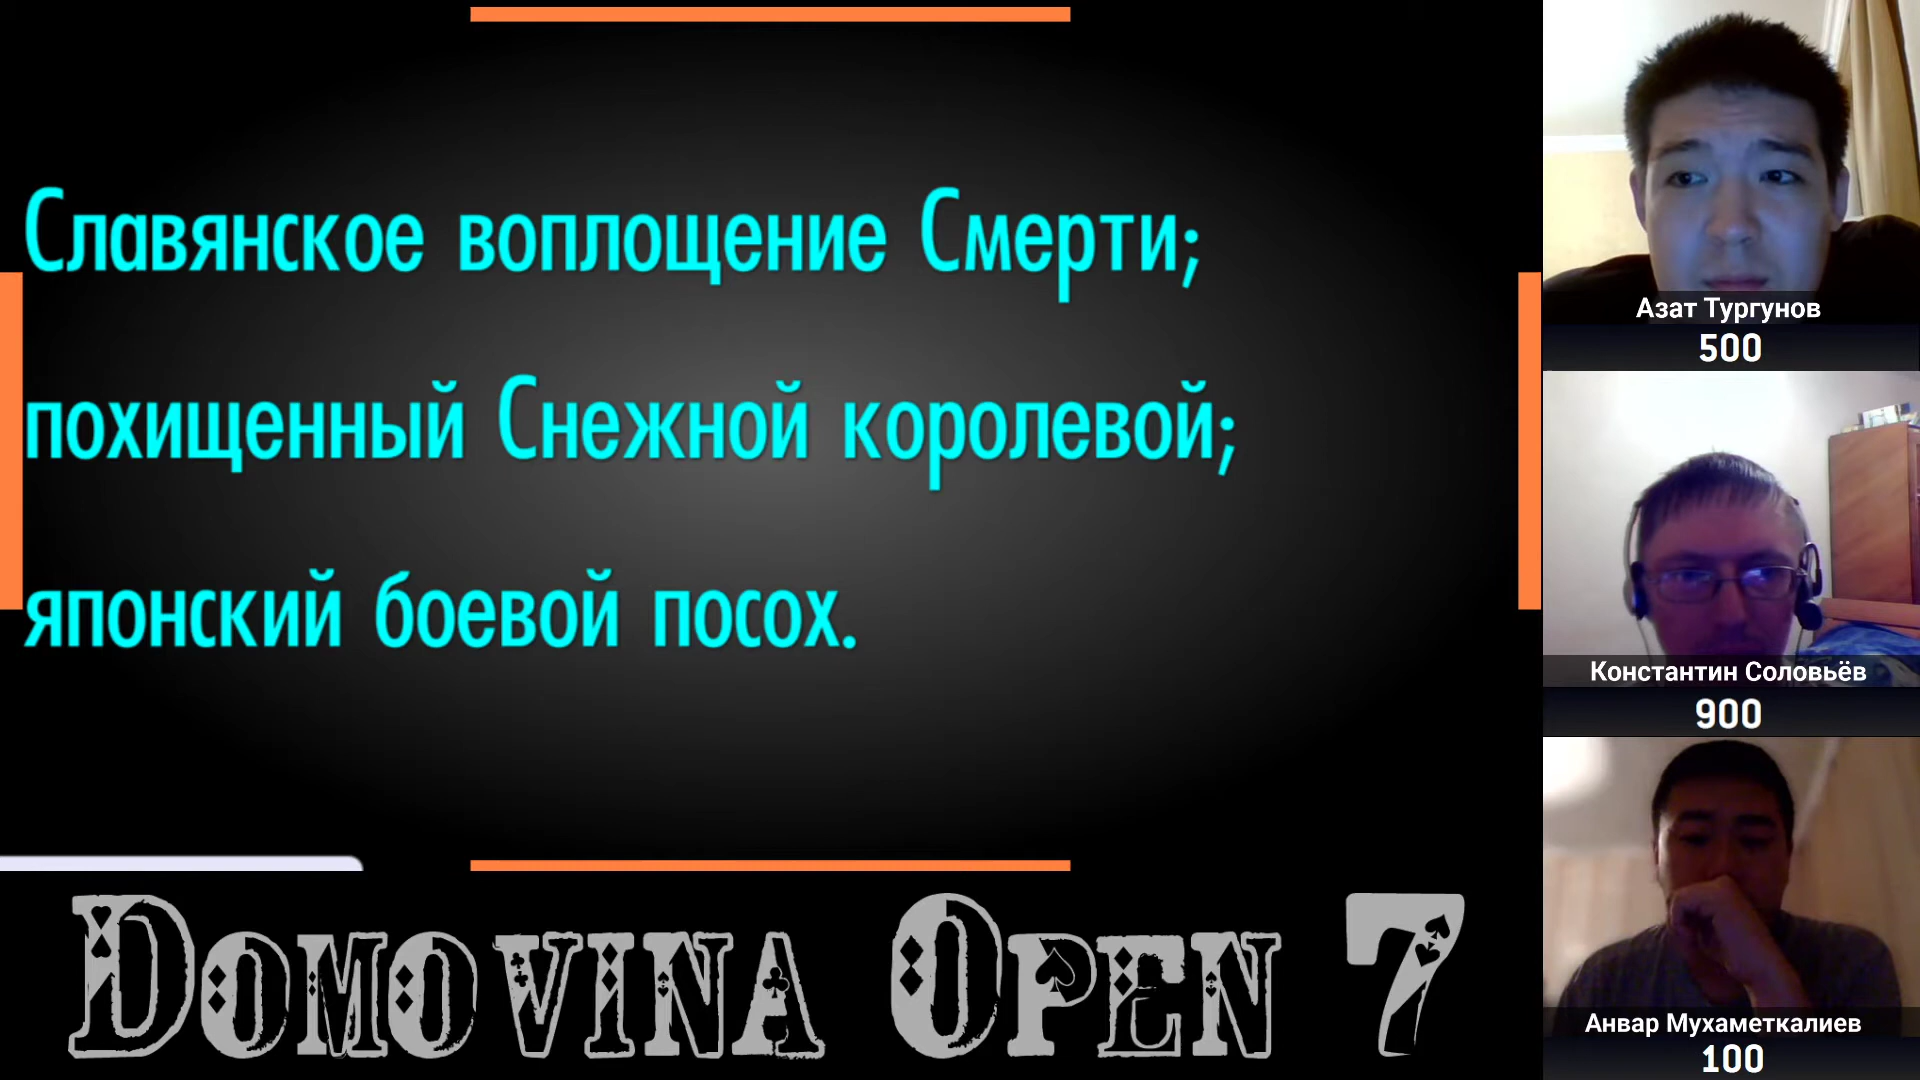 Славянское воплощение Смерти;
похищенный Снежной королевой;
японский боевой посох.
DOMOVINA OPEN 7
Азат Тургунов
500
Константин Соловьёв
900
Анвар Мухаметкалиев
100